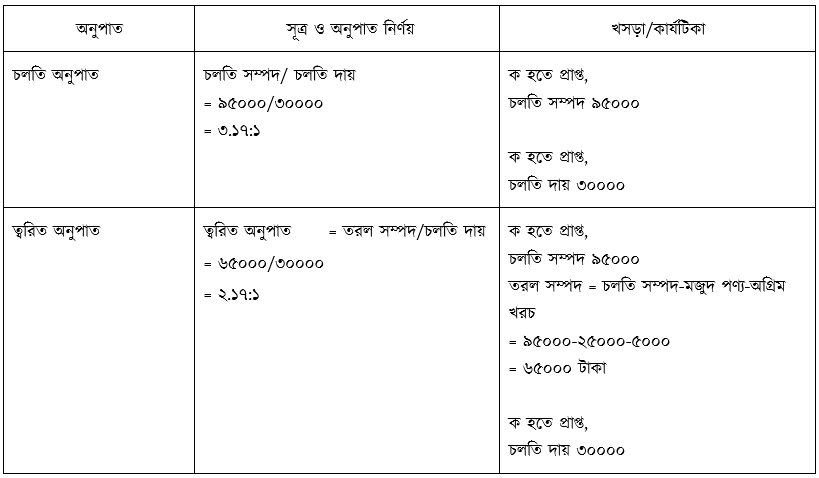 অনুপাত
সূত্র ও অনুপাত নির্ণয়
খসড়া/কার্যটিকা
চলতি অনুপাত
চলতি সম্পদ/ চলতি দায়
= ৯৫০০০/৩০০০০
= ৩.১৭:১
ক হতে প্রাপ্ত,
চলতি সম্পদ ৯৫০০০
ক হতে প্রাপ্ত,
চলতি দায় ৩০০০০
ত্বরিত অনুপাত
ত্বরিত অনুপাত = তরল সম্পদ/চলতি দায়
= ৬৫০০০/৩০০০০
= ২.১৭:১
ক হতে প্রাপ্ত,
চলতি সম্পদ ৯৫০০০
তরল সম্পদ = চলতি সম্পদ-মজুদ পণ্য-অগ্রিম
খরচ
= ৯৫০০০-২৫০০০-৫০০০
= ৬৫০০০ টাকা
ক হতে প্রাপ্ত,
চলতি দায় ৩০০০০